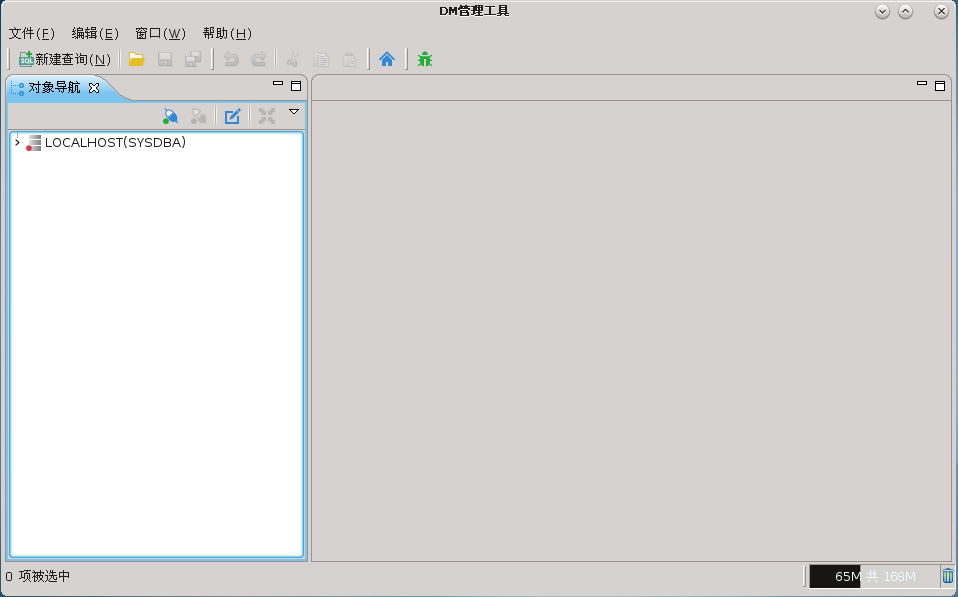 DM管理工具
文件(F) 编辑(E) 窗口(W) 帮助(H)
SQL 新建查询(N)
对象导航
LOCALHOST(SYSDBA)
0 项被选中
65M 共 168M